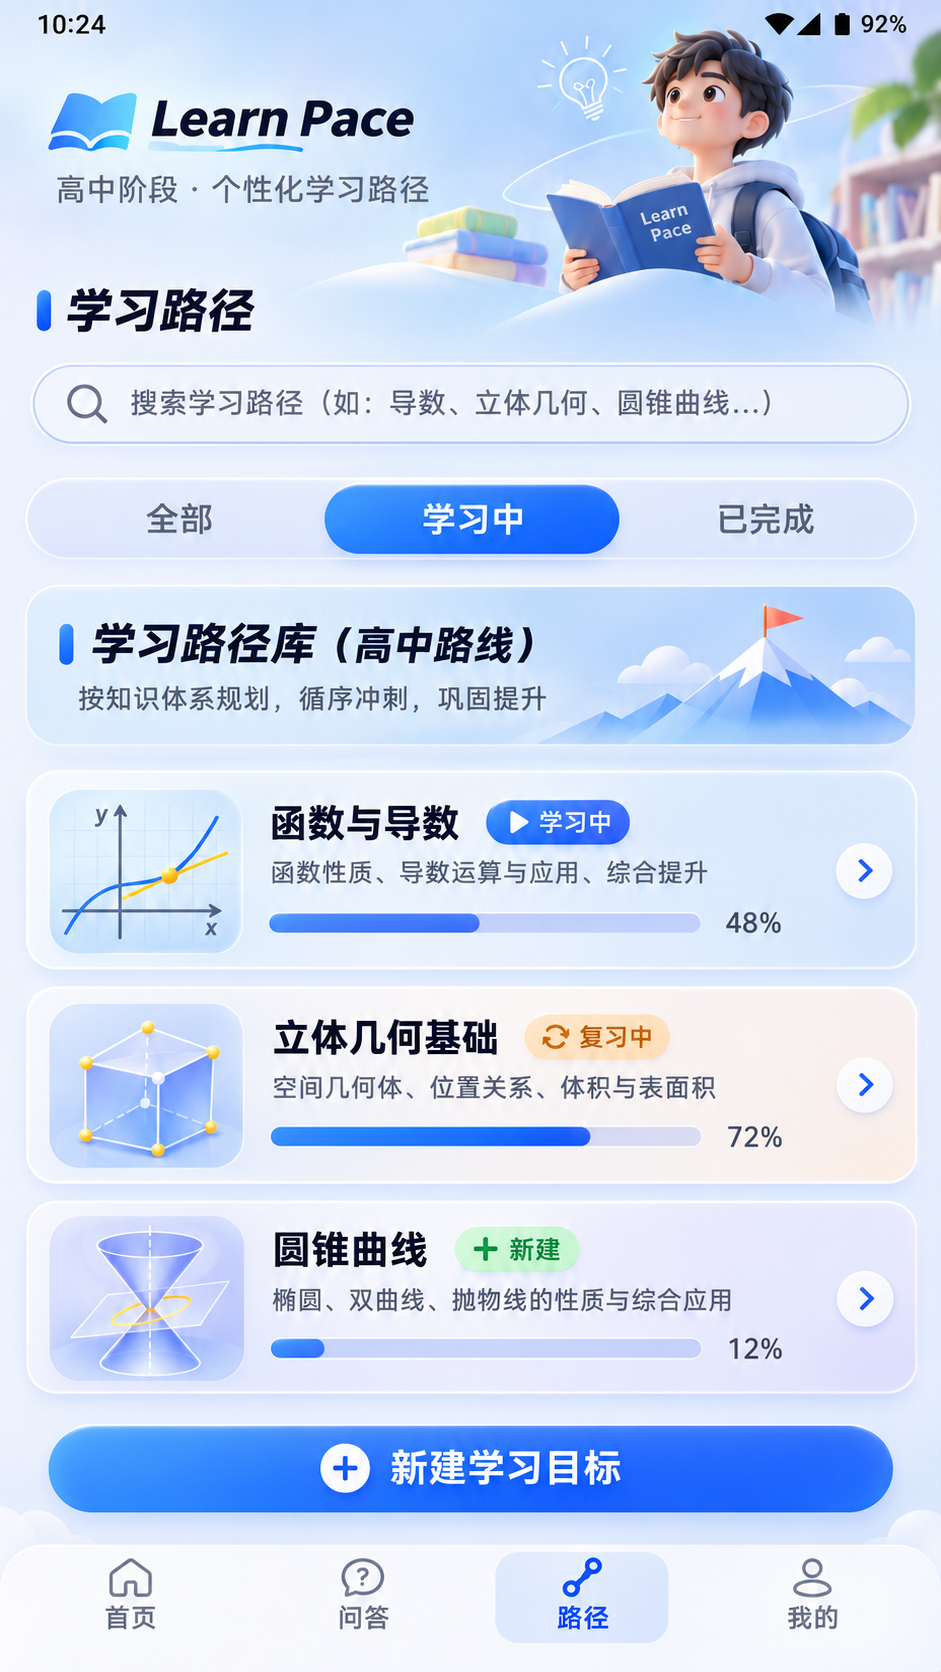 10:24
92%
Learn Pace
高中阶段 · 个性化学习路径
Learn
Pace
学习路径
搜索学习路径（如：导数、立体几何、圆锥曲线...）
全部
学习中
已完成
学习路径库（高中路线）
按知识体系规划，循序冲刺，巩固提升
y
x
函数与导数
学习中
函数性质、导数运算与应用、综合提升
48%
立体几何基础
复习中
空间几何体、位置关系、体积与表面积
72%
圆锥曲线
新建
椭圆、双曲线、抛物线的性质与综合应用
12%
新建学习目标
首页
问答
路径
我的